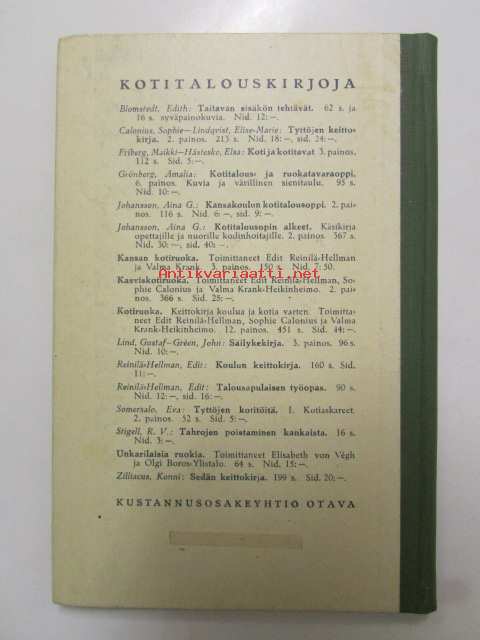 KOTITALOUSKIRJOJA
Blomstedt, Edith: Taitavan sisäkön tehtävät. 62 s. ja
16 s. syväpainokuvia. Nid. 12:—.
Calonius, Sophie—Lindqvist, Elise-Marie: Tyttöjen keitto-
kirja. 2. painos. 213 s. Nid. 18:—, sid. 24:—.
Friberg, Maikki—Hästesko, Elsa: Koti ja kotitavat 3. painos.
112 s. Sid. 5:—.
Grönberg, Amalia: Kotitalous- ja ruokatavaraoppi.
6. painos. Kuvia ja värillinen sienitaulu. 95 s.
Nid. 10:—.
Johansson, Aina G.: Kansakoulun kotitalousoppi. 2. pai-
nos. 116 s. Nid. 6:—, sid. 9:—.
Johansson, Aina G.: Kotitalousopin alkeet. Käsikirja
opettajille ja nuorille kodinhoitajille. 2. painos. 367 s.
Nid. 30:—, sid. 40:—.
Kansan kotiruoka. Toimittaneet Edit Reinilä-Hellman
ja Valma Krank. 3. painos. 150 s. Nid. 7:50.
Antikvariaatti.net
Kasviskotiruoka. Toimittaneet Edit Reinilä-Hellman, So-
phie Calonius ja Valma Krank-Heikinheimo. 2. pai-
nos. 366 s. Sid. 28:—.
Kotiruoka. Keittokirja koulua ja kotia varten. Toimitta-
neet Edit Reinilä-Hellman, Sophie Calonius ja Valma
Krank-Heikinheimo. 12. painos. 451 s. Sid. 44:—.
Lind, Gustaf—Green, John: Säilykekirja. 3. painos. 96 s.
Nid. 10:—.
Reinilä-Hellman, Edit: Koulun keittokirja. 160 s. Sid.
11:—.
Reinilä-Hellman, Edit: Talousapulaisen työopas. 90 s.
Nid. 12:—, sid. 16:—.
Somersalo, Eva: Tyttöjen kotitöitä. I. Kotiaskareet.
2. painos. 52 s. Sid. 5:—.
Stigell, R. V.: Tahrojen poistaminen kankaista. 16 s.
Nid. 3:—.
Unkarilaisia ruokia. Toimittaneet Elisabeth von Végh
ja Olgi Boros-Ylistalo. 64 s. Nid. 15:—.
Zilliacus, Konni: Sedän keittokirja. 199 s. Sid. 20:—.
KUSTANNUSOSAKEYHTIÖ OTAVA